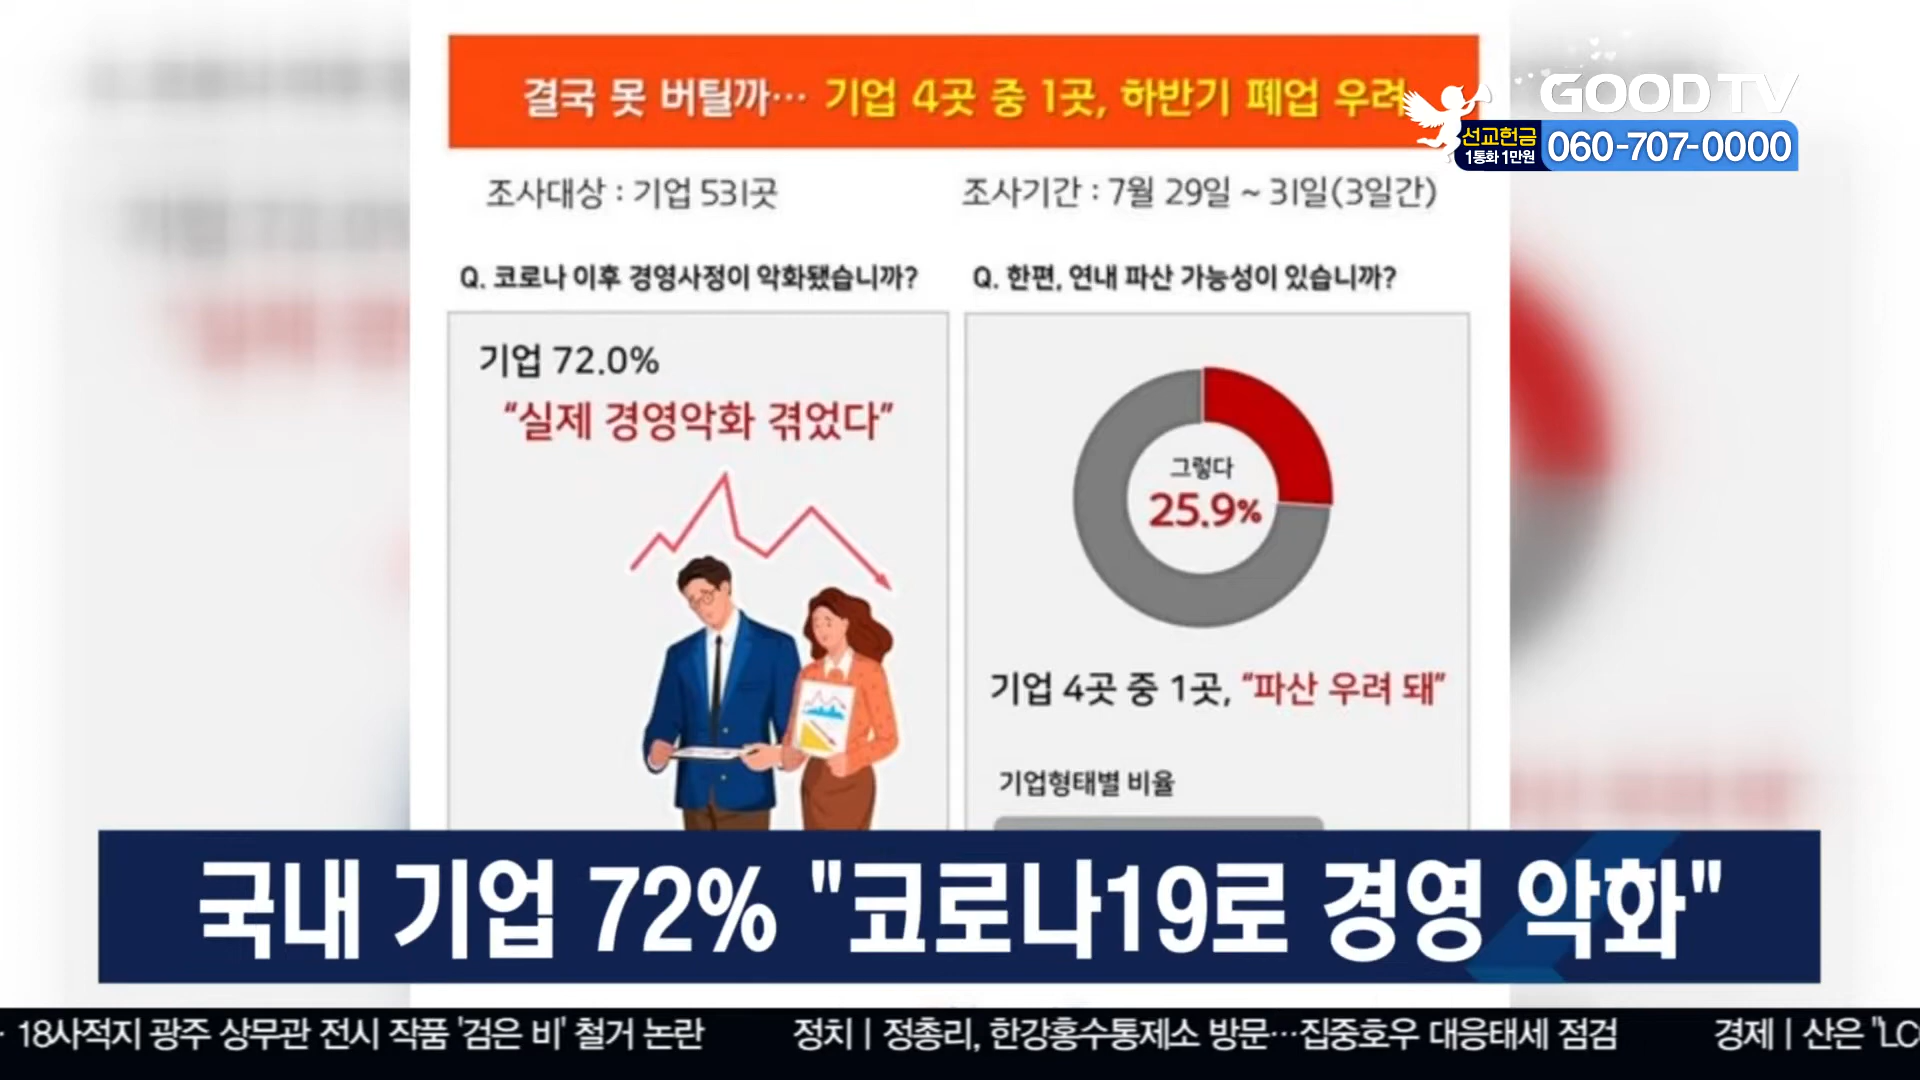 결국 못 버틸까… 기업 4곳 중 1곳, 하반기 폐업 우려
GOODTV
선교헌금
1통화 1만원
060-707-0000
조사대상 : 기업 531곳
조사기간 : 7월 29일 ~ 31일(3일간)
Q. 코로나 이후 경영사정이 악화됐습니까?
Q. 한편, 연내 파산 가능성이 있습니까?
기업 72.0%
“실제 경영악화 겪었다”
그렇다
25.9%
기업 4곳 중 1곳, “파산 우려 돼”
기업형태별 비율
국내 기업 72% "코로나19로 경영 악화"
18사적지 광주 상무관 전시 작품 '검은 비' 철거 논란
정치 | 정총리, 한강홍수통제소 방문…집중호우 대응태세 점검
경제 | 산은 "LC